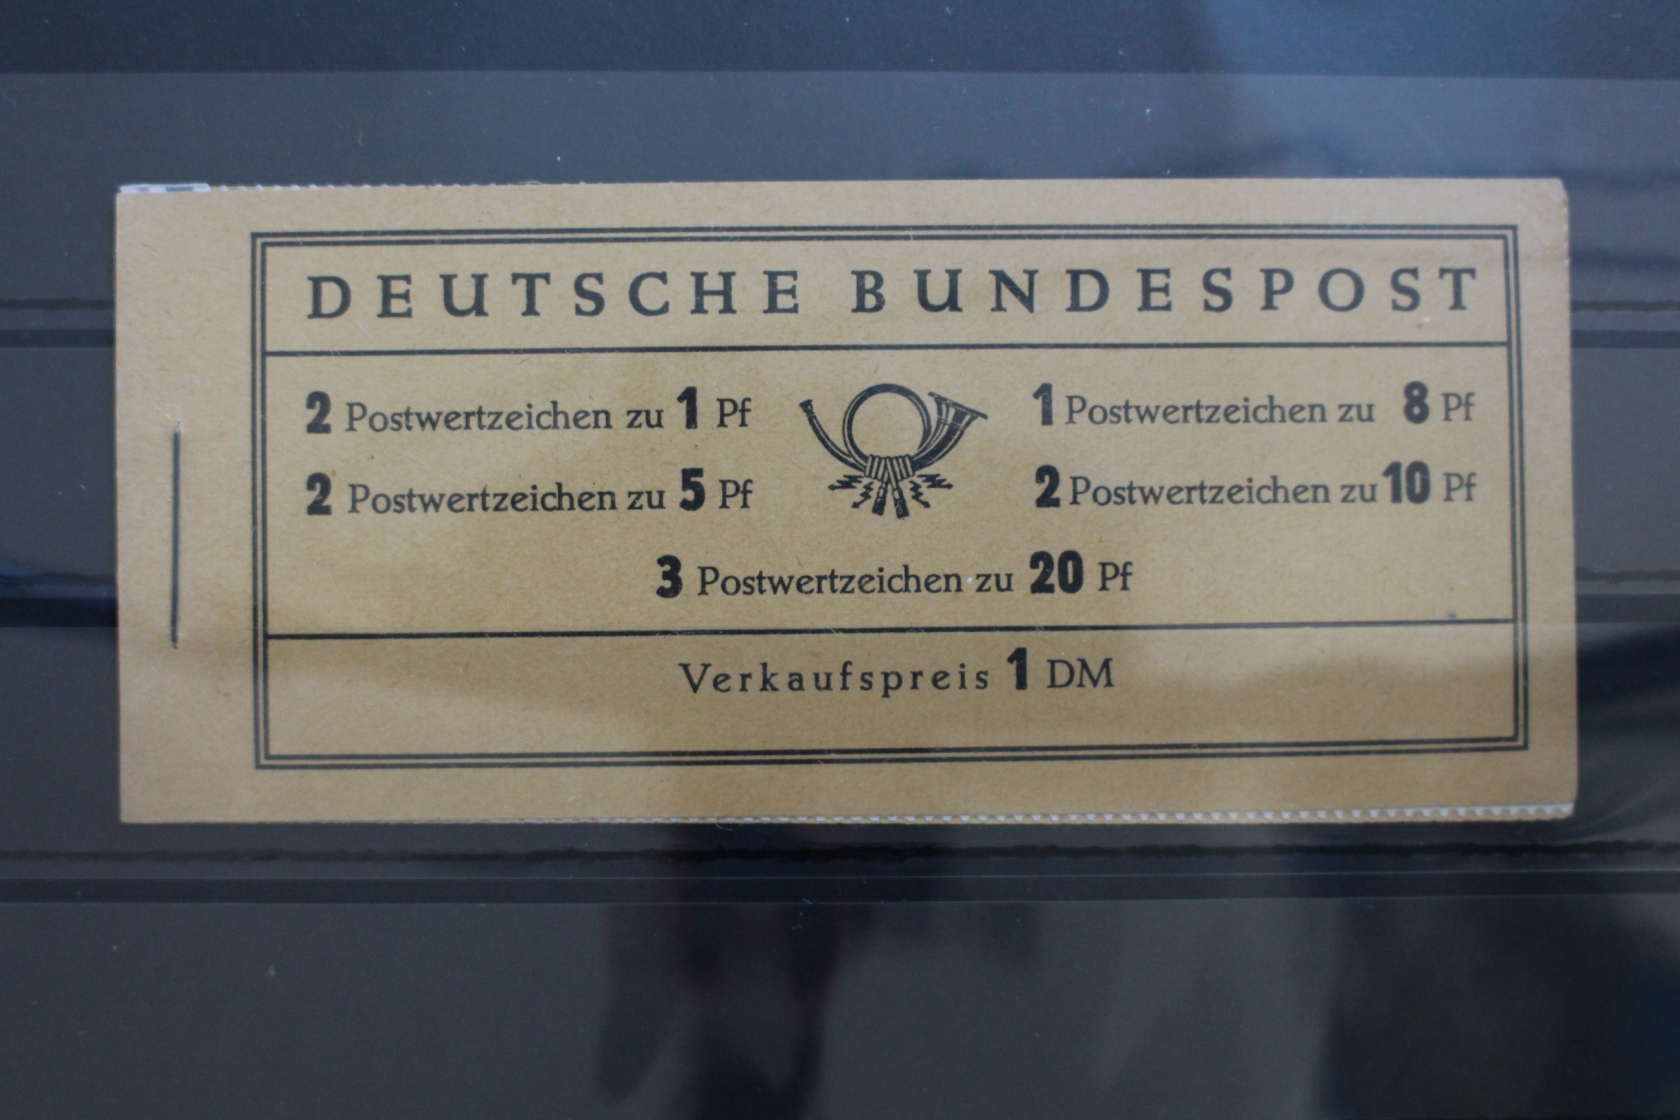 DEUTSCHE BUNDESPOST
2 Postwertzeichen zu 1 Pf
1 Postwertzeichen zu 8 Pf
2 Postwertzeichen zu 5 Pf
2 Postwertzeichen zu 10 Pf
3 Postwertzeichen zu 20 Pf
Verkaufspreis 1 DM